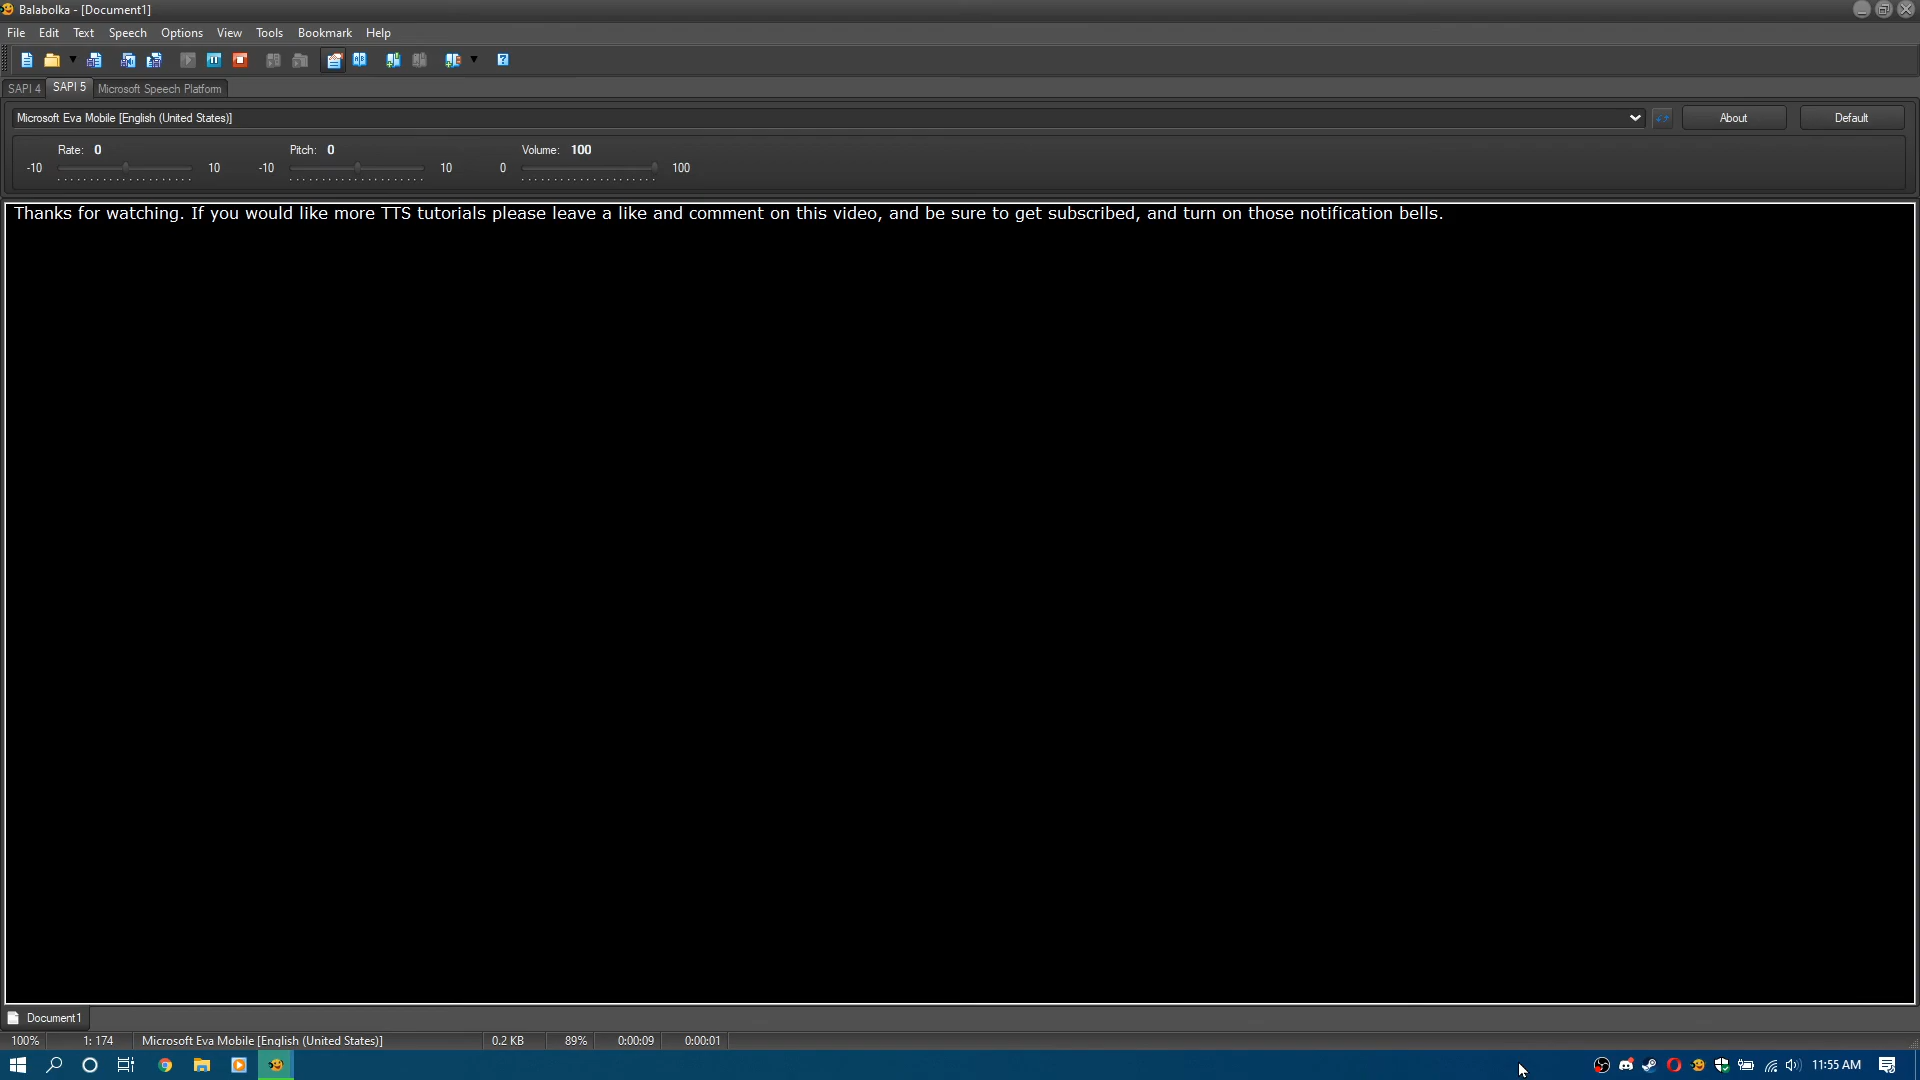 Balabolka - [Document1]
File Edit Text Speech Options View Tools Bookmark Help
SAPI 4 SAPI 5 Microsoft Speech Platform
Microsoft Eva Mobile [English (United States)] About Default
Rate: 0 Pitch: 0 Volume: 100
-10 10 -10 10 0 100
Thanks for watching. If you would like more TTS tutorials please leave a like and comment on this video, and be sure to get subscribed, and turn on those notification bells.
Document1
100% 1: 174 Microsoft Eva Mobile [English (United States)] 0.2 KB 89% 0:00:09 0:00:01
11:55 AM